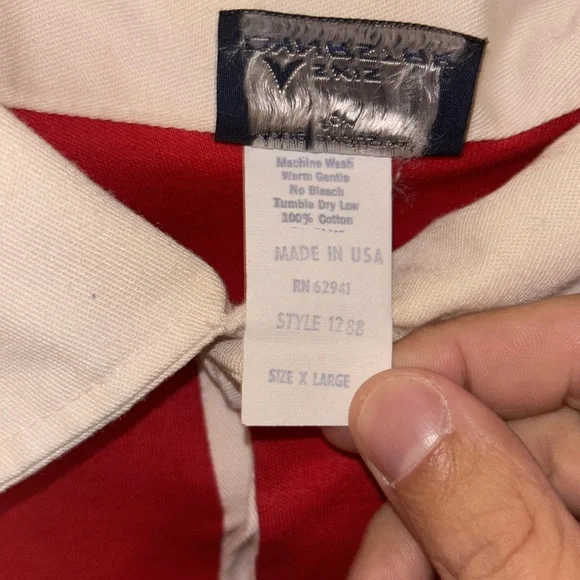 Machine Wash
Warm Gentle
No Bleach
Tumble Dry Low
100% Cotton
MADE IN USA
RN 62941
STYLE 1288
SIZE X LARGE